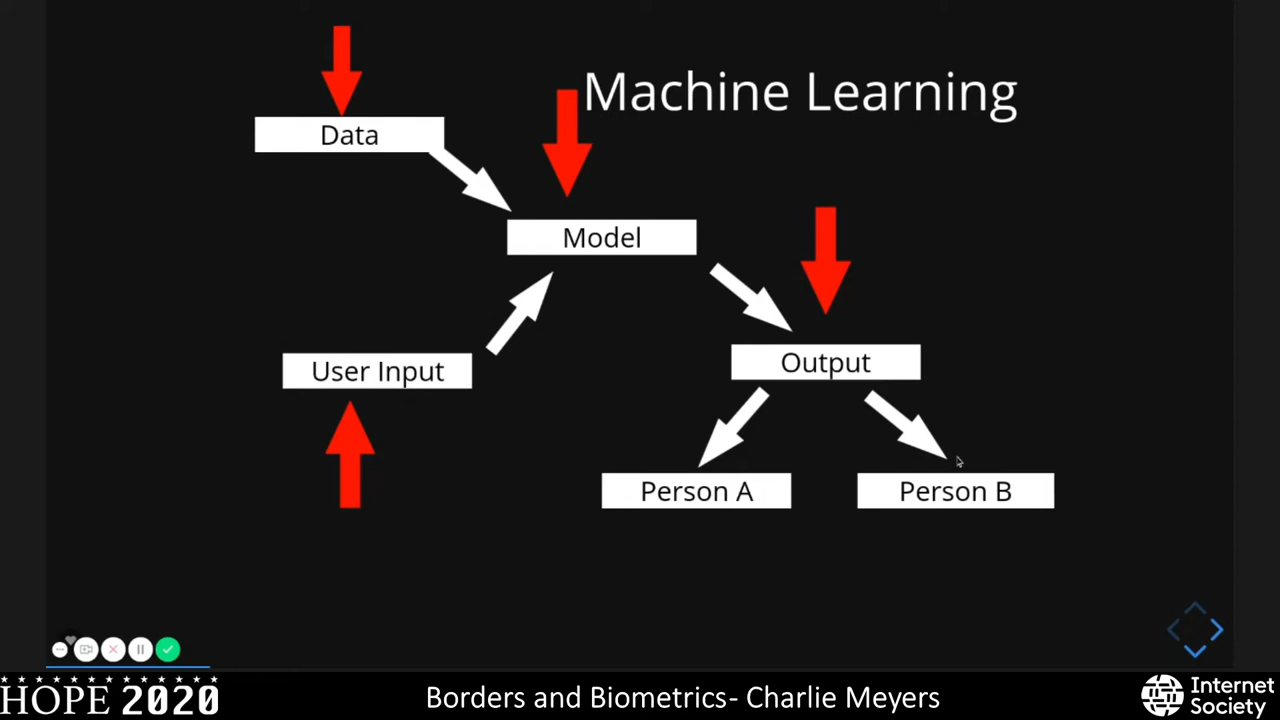 Machine Learning
Data
Model
User Input
Output
Person A
Person B
HOPE 2020
Borders and Biometrics- Charlie Meyers
Internet
Society